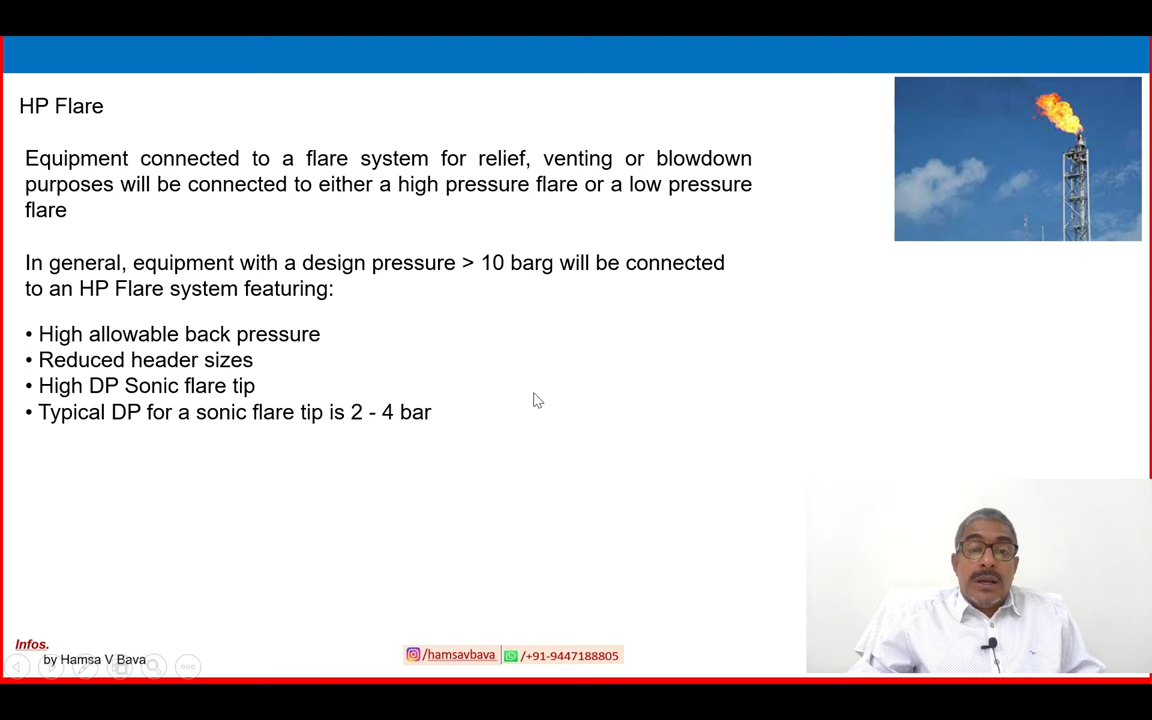 HP Flare
Equipment connected to a flare system for relief, venting or blowdown
purposes will be connected to either a high pressure flare or a low pressure
flare
In general, equipment with a design pressure > 10 barg will be connected
to an HP Flare system featuring:
• High allowable back pressure
• Reduced header sizes
• High DP Sonic flare tip
• Typical DP for a sonic flare tip is 2 - 4 bar
Infos.
by Hamsa V Bava
/hamsavbava /+91-9447188805